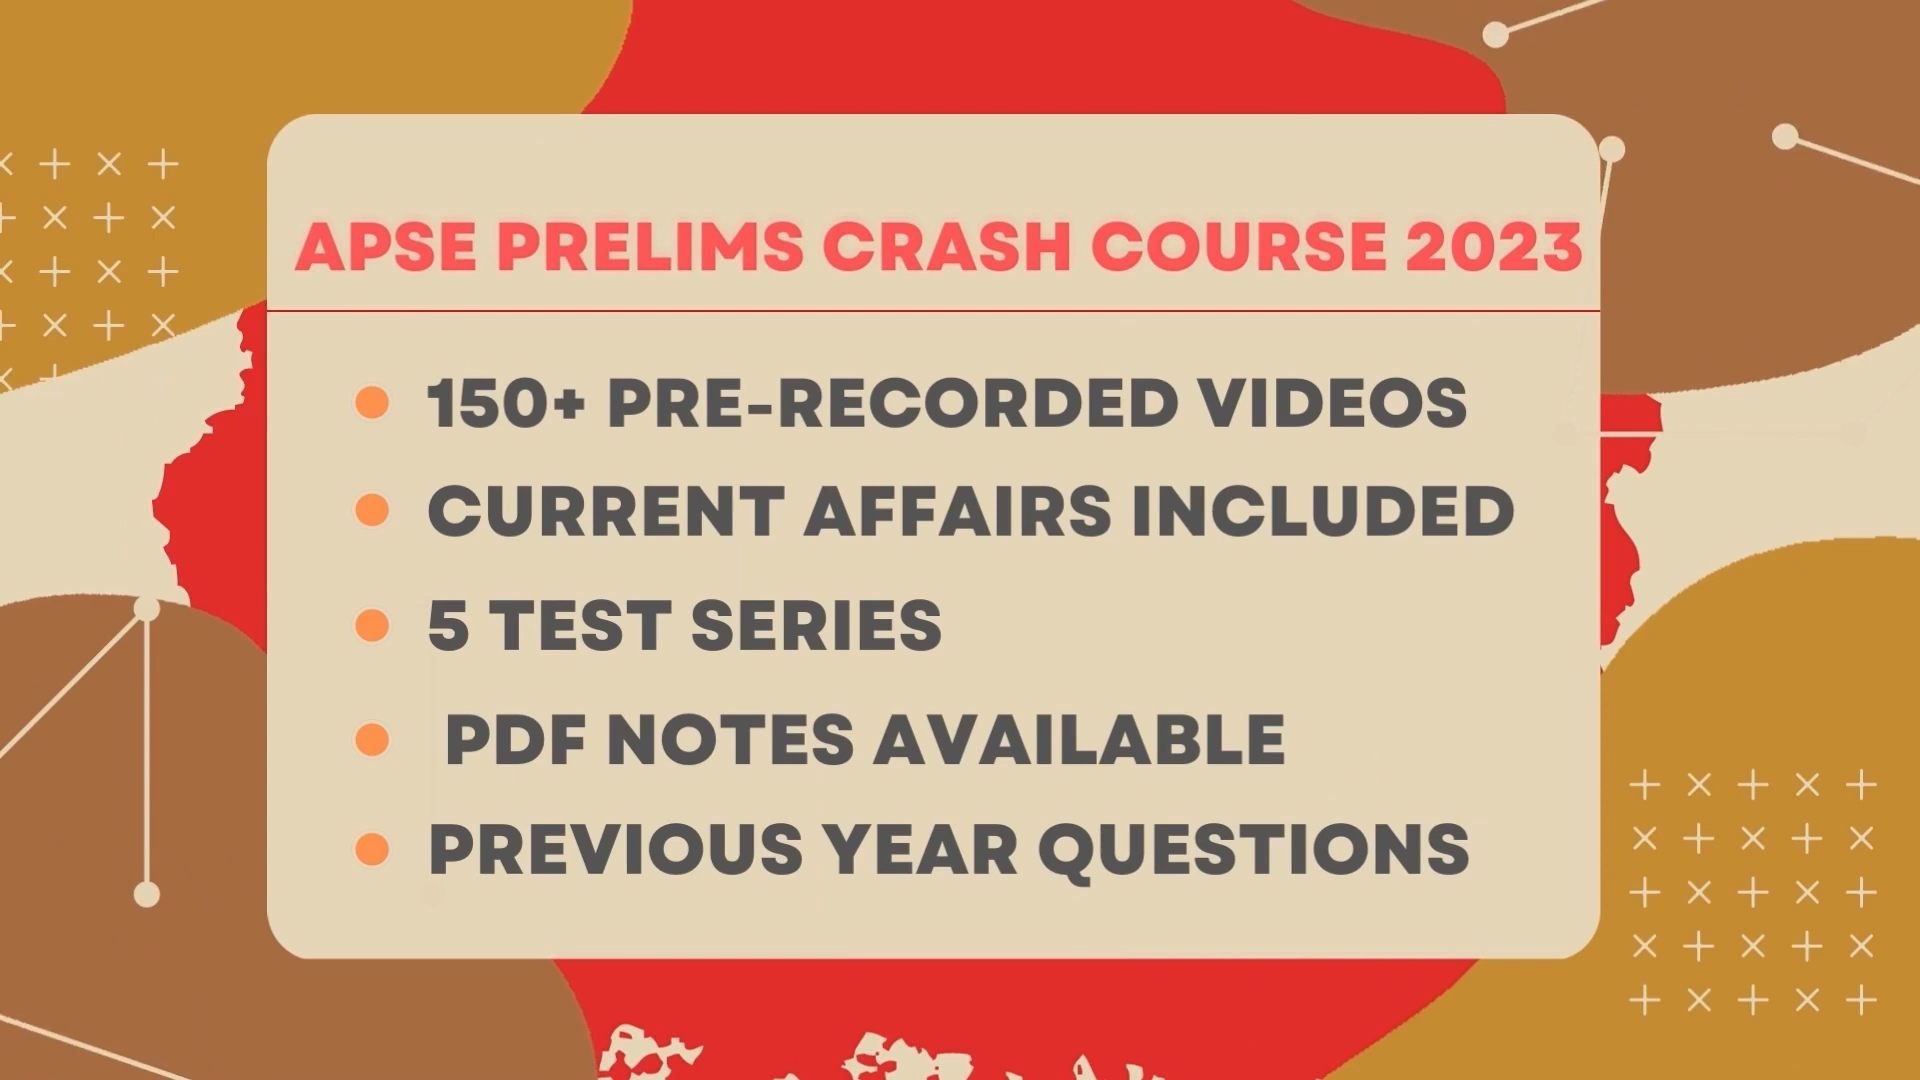 APSE PRELIMS CRASH COURSE 2023
150+ PRE-RECORDED VIDEOS
CURRENT AFFAIRS INCLUDED
5 TEST SERIES
PDF NOTES AVAILABLE
PREVIOUS YEAR QUESTIONS